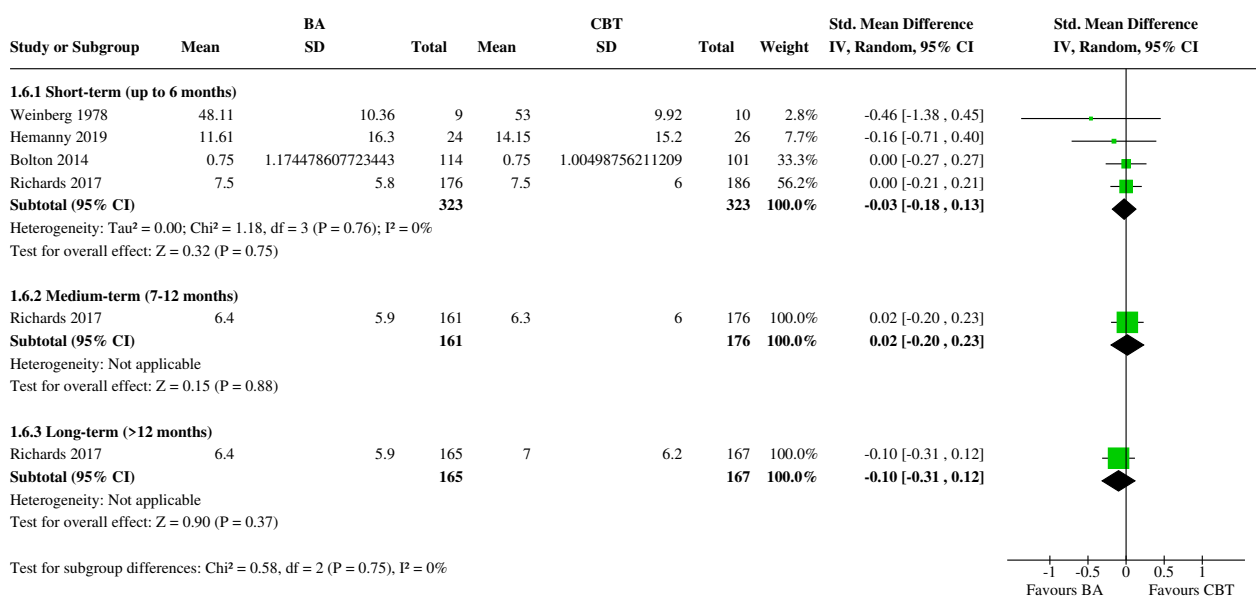 BA CBT Std. Mean Difference Std. Mean Difference
Study or Subgroup Mean SD Total Mean SD Total Weight IV, Random, 95% CI IV, Random, 95% CI
1.6.1 Short-term (up to 6 months)
Weinberg 1978 48.11 10.36 9 53 9.92 10 2.8% -0.46 [-1.38 , 0.45]
Hemanny 2019 11.61 16.3 24 14.15 15.2 26 7.7% -0.16 [-0.71 , 0.40]
Bolton 2014 0.75 1.174478607723443 114 0.75 1.00498756211209 101 33.3% 0.00 [-0.27 , 0.27]
Richards 2017 7.5 5.8 176 7.5 6 186 56.2% 0.00 [-0.21 , 0.21]
Subtotal (95% CI) 323 323 100.0% -0.03 [-0.18 , 0.13]
Heterogeneity: Tau² = 0.00; Chi² = 1.18, df = 3 (P = 0.76); I² = 0%
Test for overall effect: Z = 0.32 (P = 0.75)
1.6.2 Medium-term (7-12 months)
Richards 2017 6.4 5.9 161 6.3 6 176 100.0% 0.02 [-0.20 , 0.23]
Subtotal (95% CI) 161 176 100.0% 0.02 [-0.20 , 0.23]
Heterogeneity: Not applicable
Test for overall effect: Z = 0.15 (P = 0.88)
1.6.3 Long-term (>12 months)
Richards 2017 6.4 5.9 165 7 6.2 167 100.0% -0.10 [-0.31 , 0.12]
Subtotal (95% CI) 165 167 100.0% -0.10 [-0.31 , 0.12]
Heterogeneity: Not applicable
Test for overall effect: Z = 0.90 (P = 0.37)
Test for subgroup differences: Chi² = 0.58, df = 2 (P = 0.75), I² = 0%
-1 -0.5 0 0.5 1
Favours BA Favours CBT